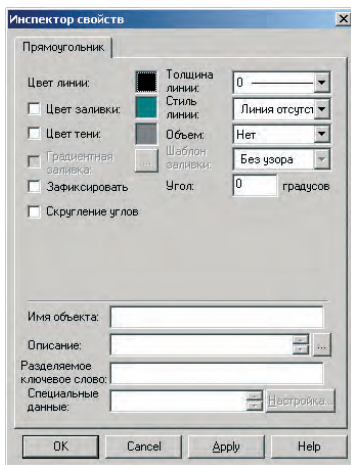 Инспектор свойств
Прямоугольник
Цвет линии:
Толщина линии:
0
Цвет заливки:
Стиль линии:
Линия отсутст
Цвет тени:
Объем:
Нет
Градиентная заливка:
...
Шаблон заливки:
Без узора
Зафиксировать
Угол:
0
градусов
Скругление углов
Имя объекта:
Описание:
...
Разделяемое
ключевое слово:
Специальные
данные:
Настройка...
OK
Cancel
Apply
Help